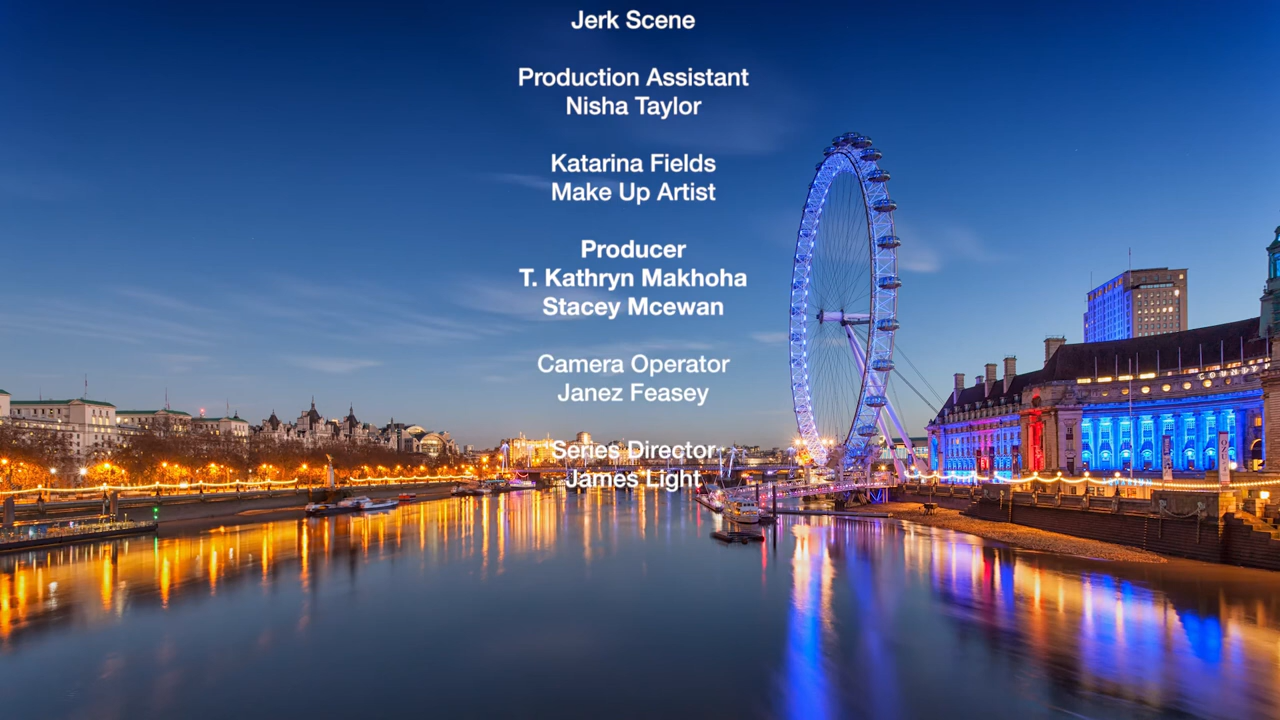 Jerk Scene
Production Assistant
Nisha Taylor
Katarina Fields
Make Up Artist
Producer
T. Kathryn Makhoha
Stacey Mcewan
Camera Operator
Janez Feasey
Series Director
James Light
COUNTY